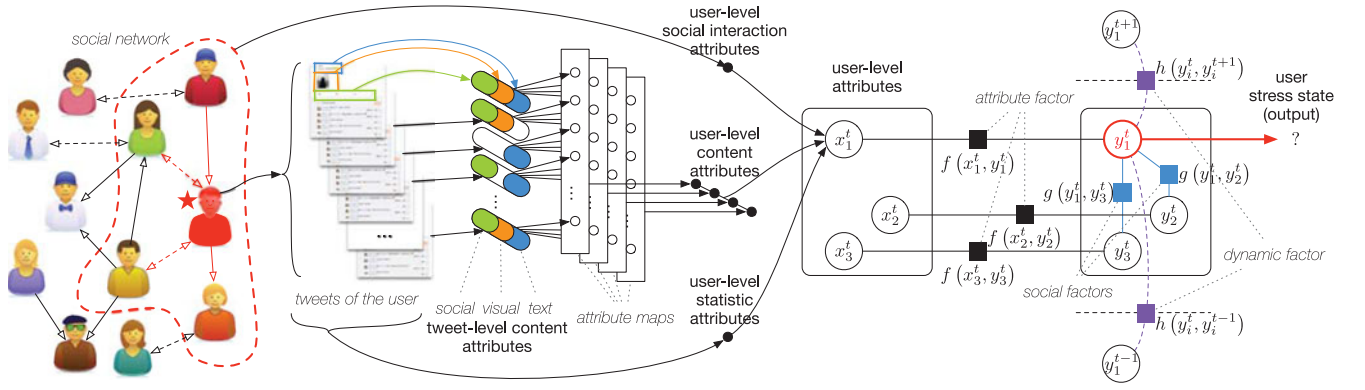 social network
tweets of the user
social visual text
tweet-level content
attributes
attribute maps
user-level
social interaction
attributes
user-level
content
attributes
user-level
statistic
attributes
user-level
attributes
x_1^t
x_2^t
x_3^t
attribute factor
f (x_1^t, y_1^t)
f (x_2^t, y_2^t)
f (x_3^t, y_3^t)
y_1^{t+1}
h (y_i^t, y_i^{t+1})
y_1^t
g (y_1^t, y_2^t)
g (y_1^t, y_3^t)
y_2^t
y_3^t
social factors
dynamic factor
h (y_i^t, y_i^{t-1})
y_1^{t-1}
user
stress state
(output)
?